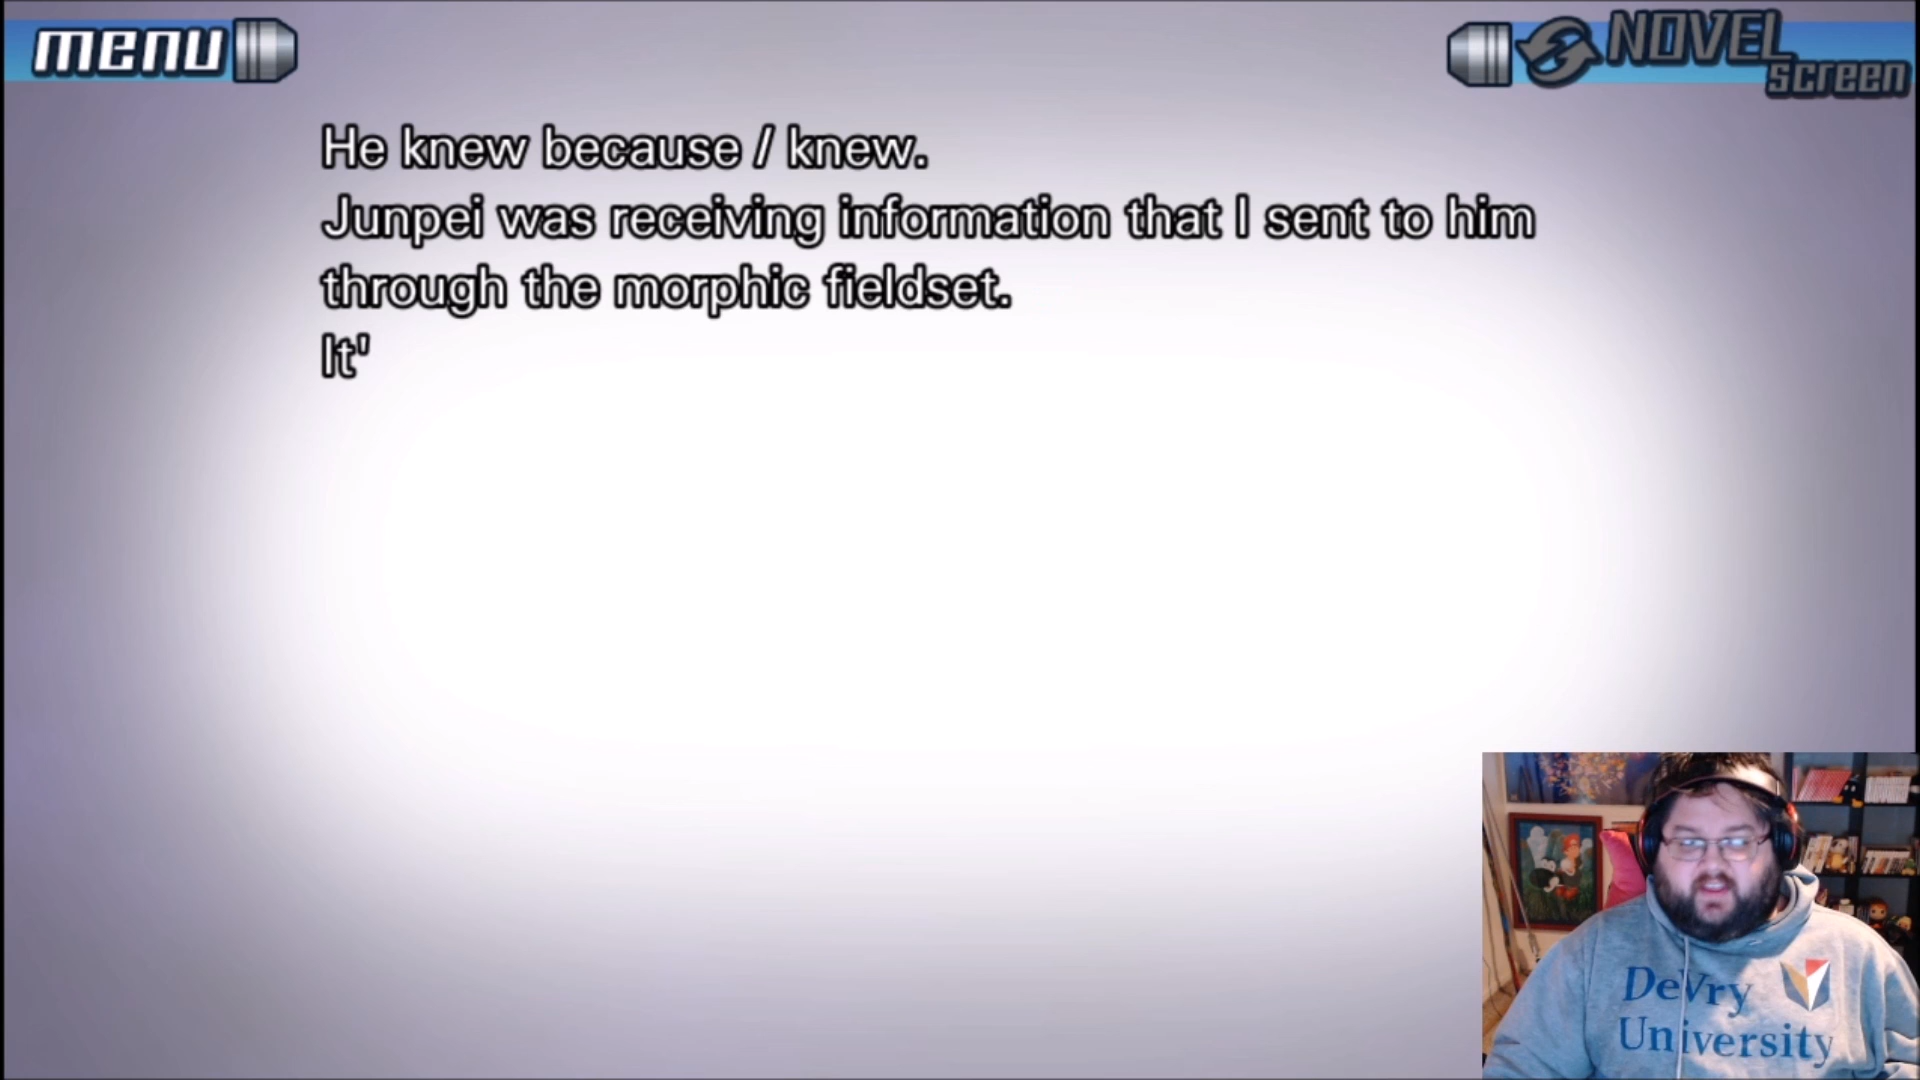 menu
NOVEL
screen
He knew because I knew.
Junpei was receiving information that I sent to him
through the morphic fieldset.
It'
DeVry
University